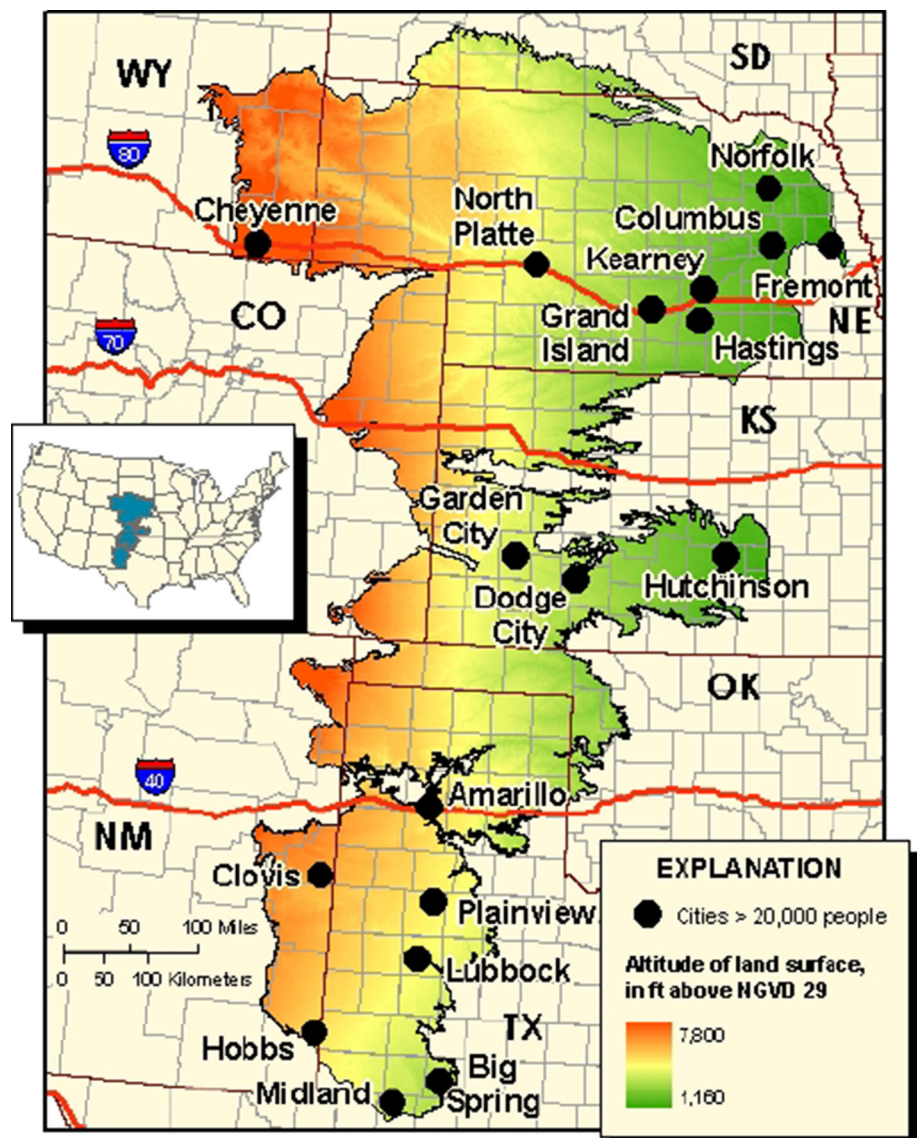 WY
SD
80
Norfolk
Cheyenne
North
Platte
Columbus
Kearney
Fremont
CO
Grand
Island
NE
Hastings
70
KS
Garden
City
Dodge
City
Hutchinson
OK
40
Amarillo
NM
Clovis
0 50 100 Miles
0 50 100 Kilometers
Plainview
Lubbock
TX
Hobbs
Big
Spring
Midland
EXPLANATION
Cities > 20,000 people
Altitude of land surface,
in ft above NGVD 29
7,800
1,160